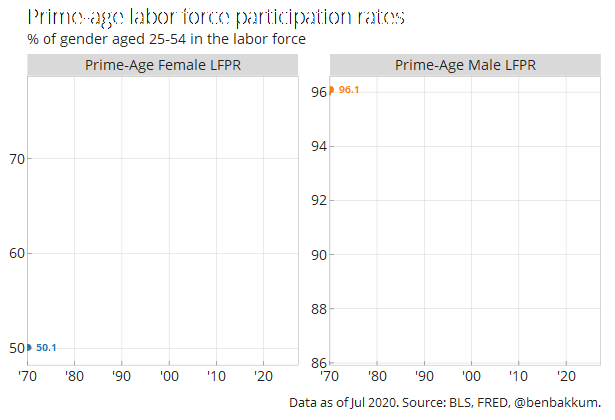 Prime-age labor force participation rates
% of gender aged 25-54 in the labor force
Prime-Age Female LFPR
70
60
50
50.1
'70 '80 '90 '00 '10 '20
Prime-Age Male LFPR
96
96.1
94
92
90
88
86
'70 '80 '90 '00 '10 '20
Data as of Jul 2020. Source: BLS, FRED, @benbakkum.